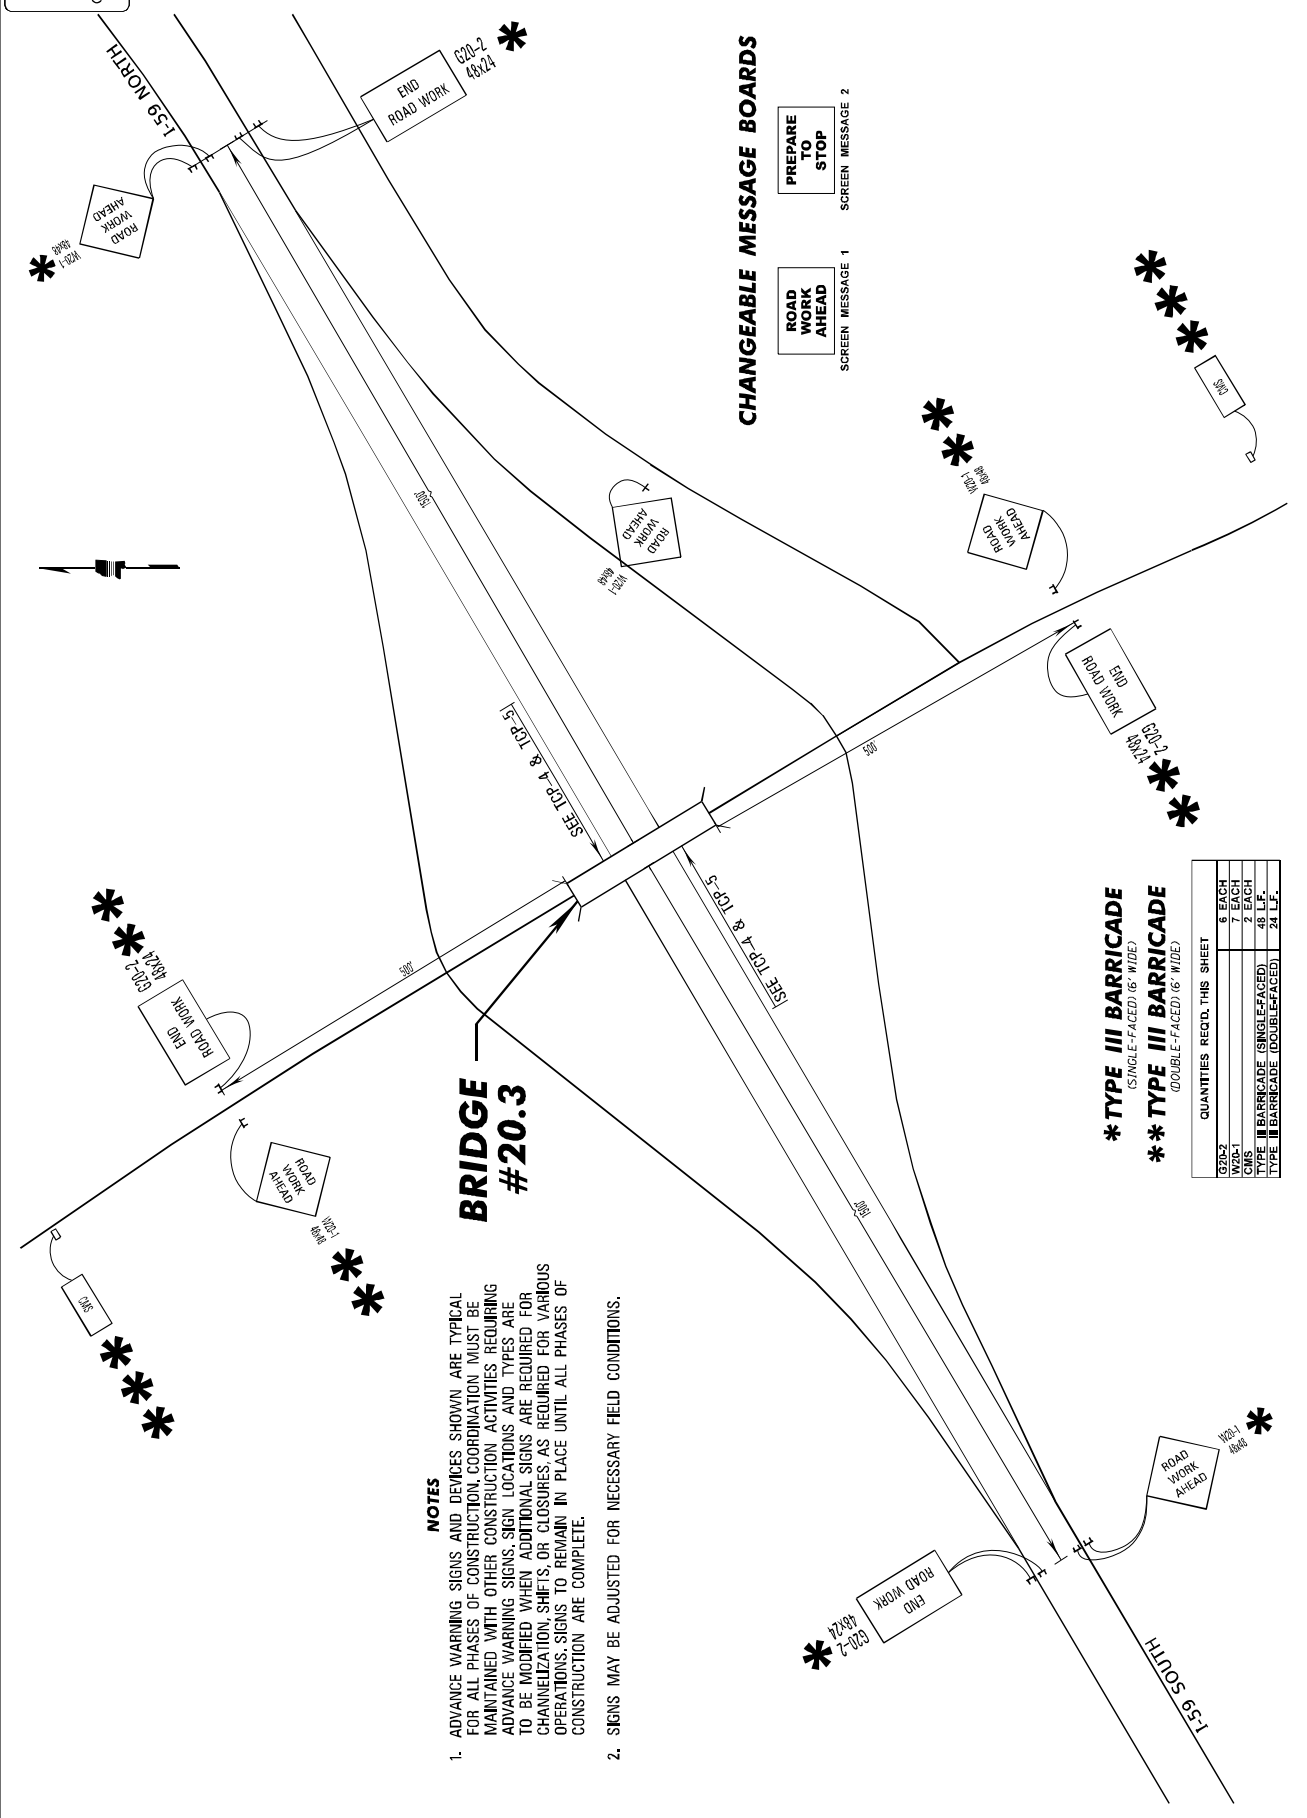 I-59 NORTH
END
ROAD WORK
G20-2
48x24
*
ROAD
WORK
AHEAD
W20-1
48x48
*
CHANGEABLE MESSAGE BOARDS
ROAD
WORK
AHEAD
SCREEN MESSAGE 1
PREPARE
TO
STOP
SCREEN MESSAGE 2
1500'
ROAD
WORK
AHEAD
W20-1
48x48
ROAD
WORK
AHEAD
W20-1
48x48
**
CMS
***
SEE TCP-4 & TCP-5
500'
END
ROAD WORK
G20-2
48x24
**
END
ROAD WORK
G20-2
48x24
**
500'
SEE TCP-4 & TCP-5
BRIDGE
#20.3
ROAD
WORK
AHEAD
W20-1
48x48
**
CMS
***
1500'
*TYPE III BARRICADE
(SINGLE-FACED)(6' WIDE)
**TYPE III BARRICADE
(DOUBLE-FACED)(6' WIDE)
QUANTITIES REQ'D. THIS SHEET
G20-2 6 EACH
W20-1 7 EACH
CMS 2 EACH
TYPE III BARRICADE (SINGLE-FACED) 48 L.F.
TYPE III BARRICADE (DOUBLE-FACED) 24 L.F.
NOTES
1. ADVANCE WARNING SIGNS AND DEVICES SHOWN ARE TYPICAL
FOR ALL PHASES OF CONSTRUCTION. COORDINATION MUST BE
MAINTAINED WITH OTHER CONSTRUCTION ACTIVITIES REQUIRING
ADVANCE WARNING SIGNS. SIGN LOCATIONS AND TYPES ARE
TO BE MODIFIED WHEN ADDITIONAL SIGNS ARE REQUIRED FOR
CHANNELIZATION, SHIFTS, OR CLOSURES, AS REQUIRED FOR VARIOUS
OPERATIONS. SIGNS TO REMAIN IN PLACE UNTIL ALL PHASES OF
CONSTRUCTION ARE COMPLETE.
2. SIGNS MAY BE ADJUSTED FOR NECESSARY FIELD CONDITIONS.
END
ROAD WORK
G20-2
48x24
*
ROAD
WORK
AHEAD
W20-1
48x48
*
I-59 SOUTH